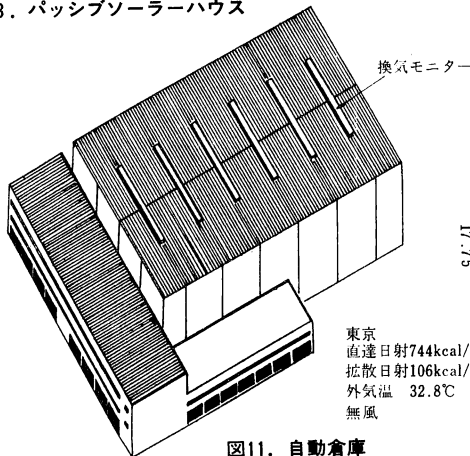 3. パッシブソーラーハウス
換気モニター
17.75
東京
直達日射744kcal/
拡散日射106kcal/
外気温 32.8℃
無風
図11. 自動倉庫